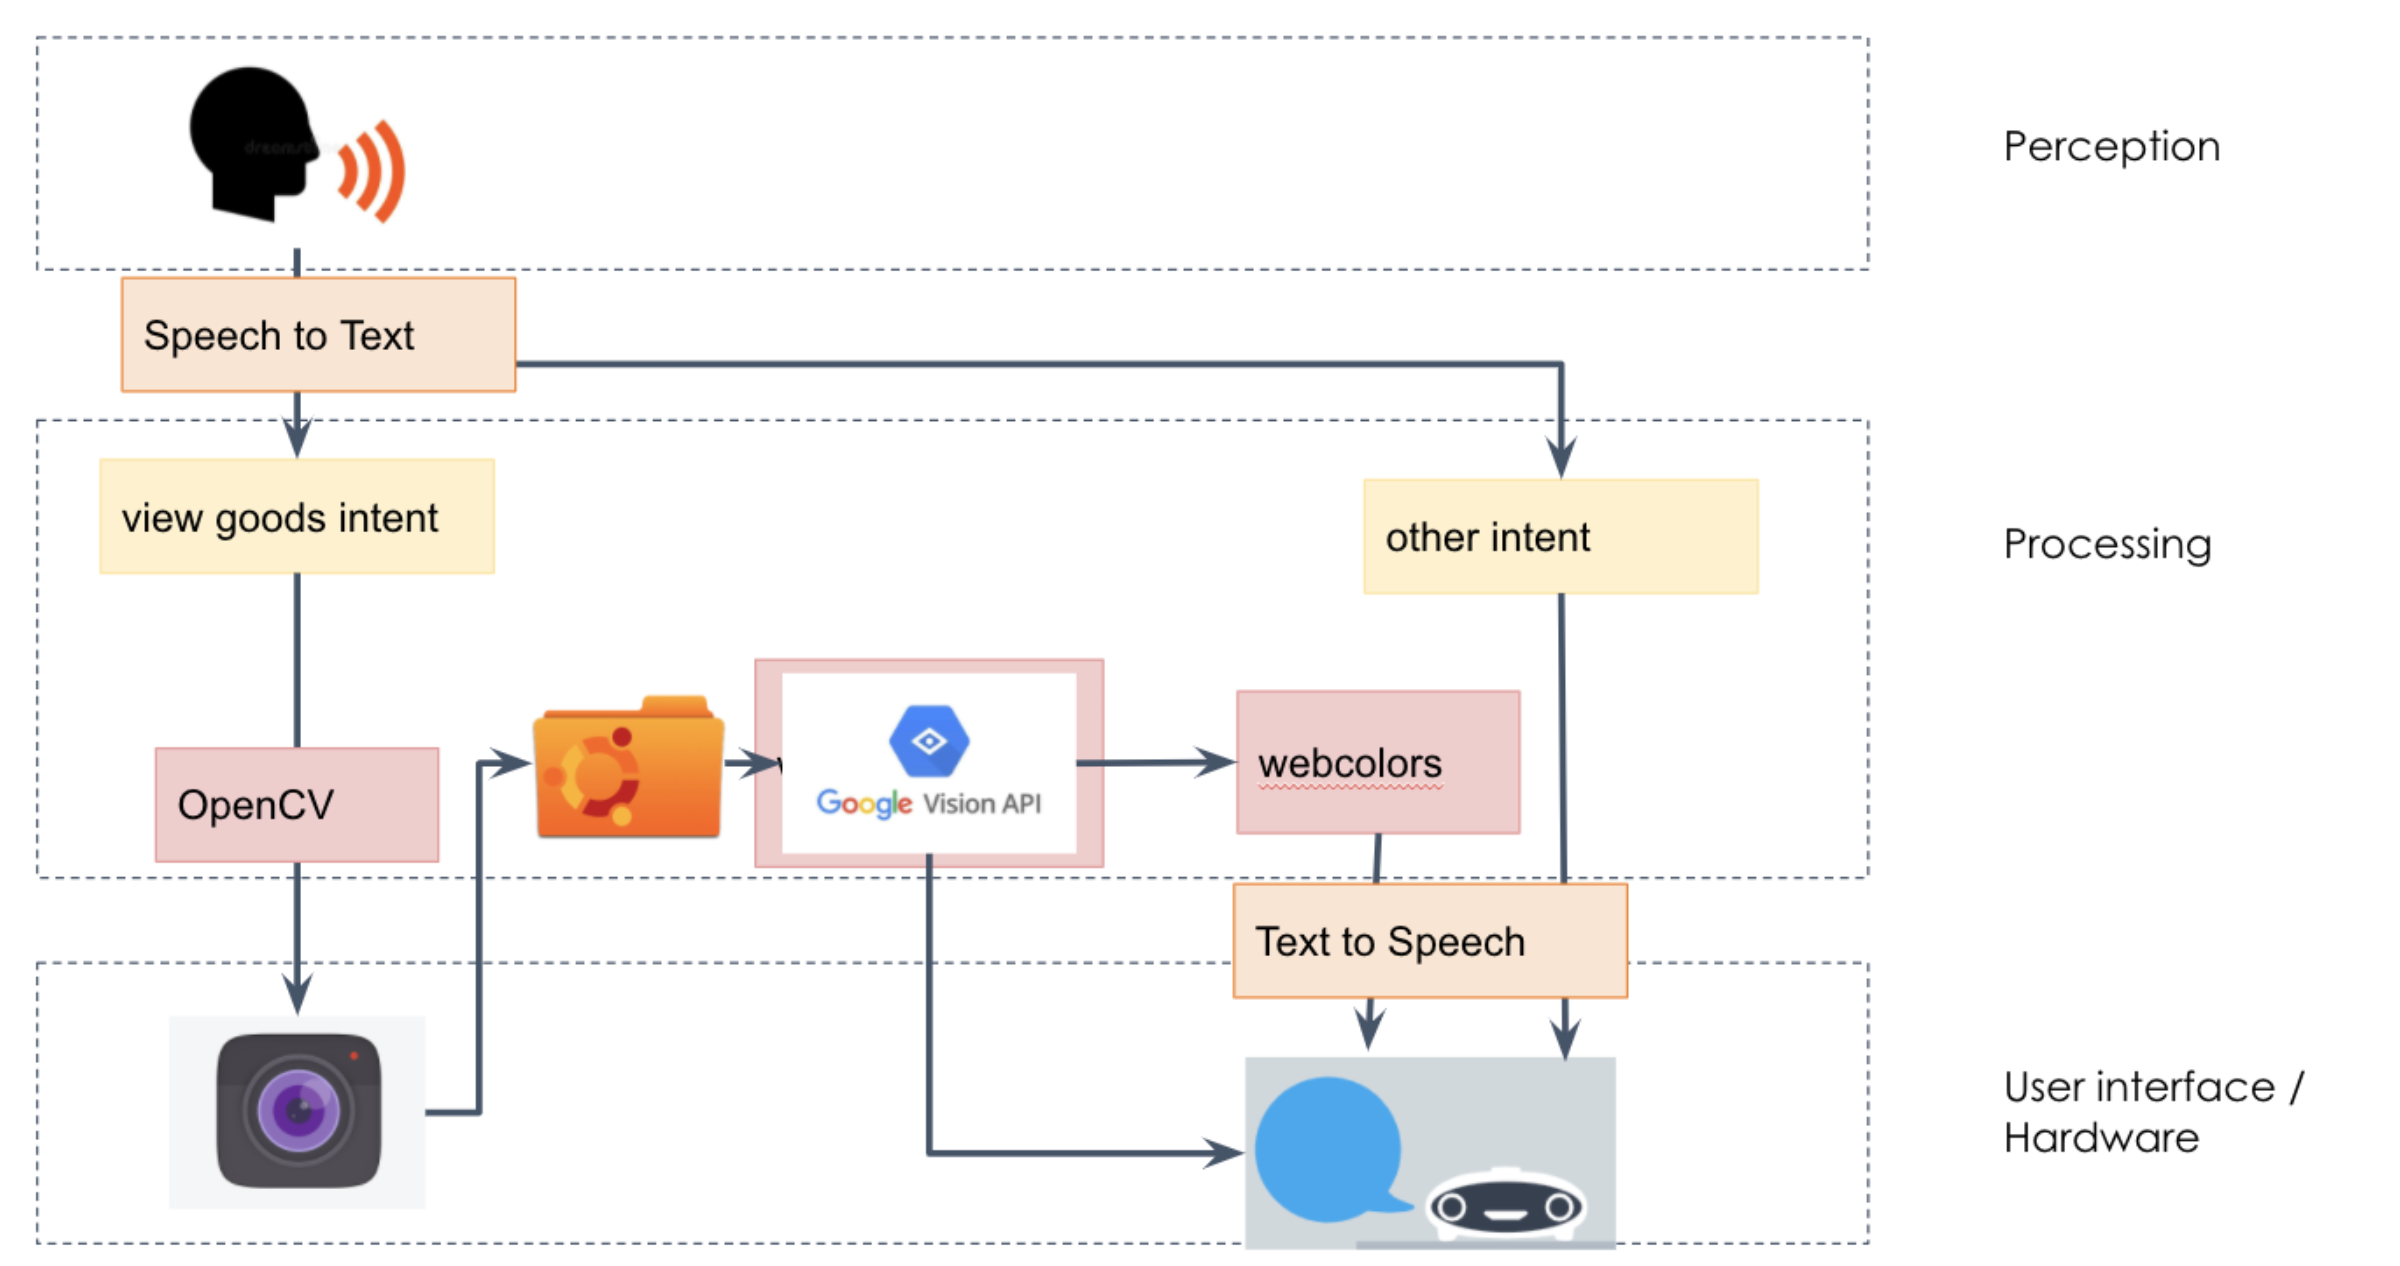 Perception
Speech to Text
view goods intent
other intent
Processing
OpenCV
Google Vision API
webcolors
Text to Speech
User interface /
Hardware